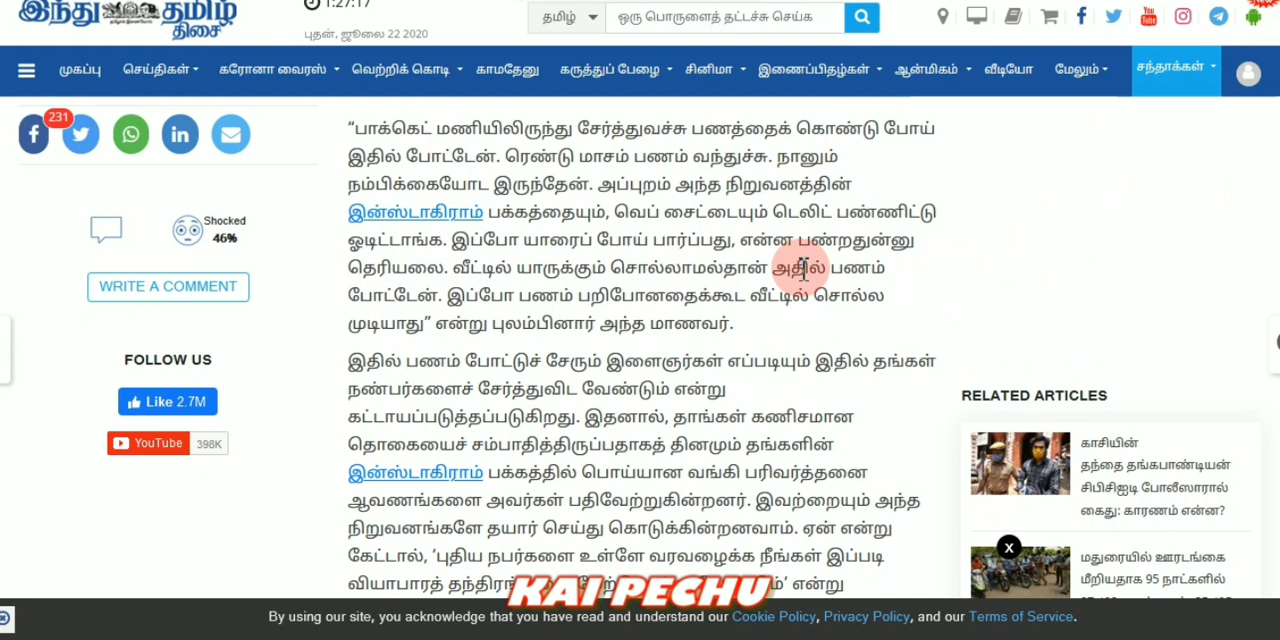 இந்து தமிழ் திசை
1:27:17
புதன், ஜூலை 22 2020
தமிழ்
ஒரு பொருளைத் தட்டச்சு செய்க
முகப்பு செய்திகள் கரோனா வைரஸ் வெற்றிக் கொடி காமதேனு கருத்துப் பேழை சினிமா இணைப்பிதழ்கள் ஆன்மிகம் வீடியோ மேலும் சந்தாக்கள்
231
Shocked
46%
WRITE A COMMENT
FOLLOW US
Like 2.7M
YouTube 398K
“பாக்கெட் மணியிலிருந்து சேர்த்துவச்சு பணத்தைக் கொண்டு போய்
இதில் போட்டேன். ரெண்டு மாசம் பணம் வந்துச்சு. நானும்
நம்பிக்கையோட இருந்தேன். அப்புறம் அந்த நிறுவனத்தின்
இன்ஸ்டாகிராம் பக்கத்தையும், வெப் சைட்டையும் டெலிட் பண்ணிட்டு
ஓடிட்டாங்க. இப்போ யாரைப் போய் பார்ப்பது, என்ன பண்றதுன்னு
தெரியலை. வீட்டில் யாருக்கும் சொல்லாமல்தான் அதில் பணம்
போட்டேன். இப்போ பணம் பறிபோனதைக்கூட வீட்டில் சொல்ல
முடியாது” என்று புலம்பினார் அந்த மாணவர்.
இதில் பணம் போட்டுச் சேரும் இளைஞர்கள் எப்படியும் இதில் தங்கள்
நண்பர்களைச் சேர்த்துவிட வேண்டும் என்று
கட்டாயப்படுத்தப்படுகிறது. இதனால், தாங்கள் கணிசமான
தொகையைச் சம்பாதித்திருப்பதாகத் தினமும் தங்களின்
இன்ஸ்டாகிராம் பக்கத்தில் பொய்யான வங்கி பரிவர்த்தனை
ஆவணங்களை அவர்கள் பதிவேற்றுகின்றனர். இவற்றையும் அந்த
நிறுவனங்களே தயார் செய்து கொடுக்கின்றனவாம். ஏன் என்று
கேட்டால், ‘புதிய நபர்களை உள்ளே வரவழைக்க நீங்கள் இப்படி
வியாபாரத் என்று
KAI PECHU
RELATED ARTICLES
காசியின்
தந்தை தங்கபாண்டியன்
சிபிசிஐடி போலீஸாரால்
கைது: காரணம் என்ன?
X
மதுரையில் ஊரடங்கை
மீறியதாக 95 நாட்களில்
By using our site, you acknowledge that you have read and understand our Cookie Policy, Privacy Policy, and our Terms of Service.